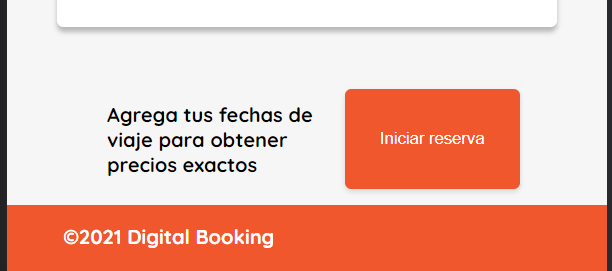 Agrega tus fechas de
viaje para obtener
precios exactos
Iniciar reserva
©2021 Digital Booking